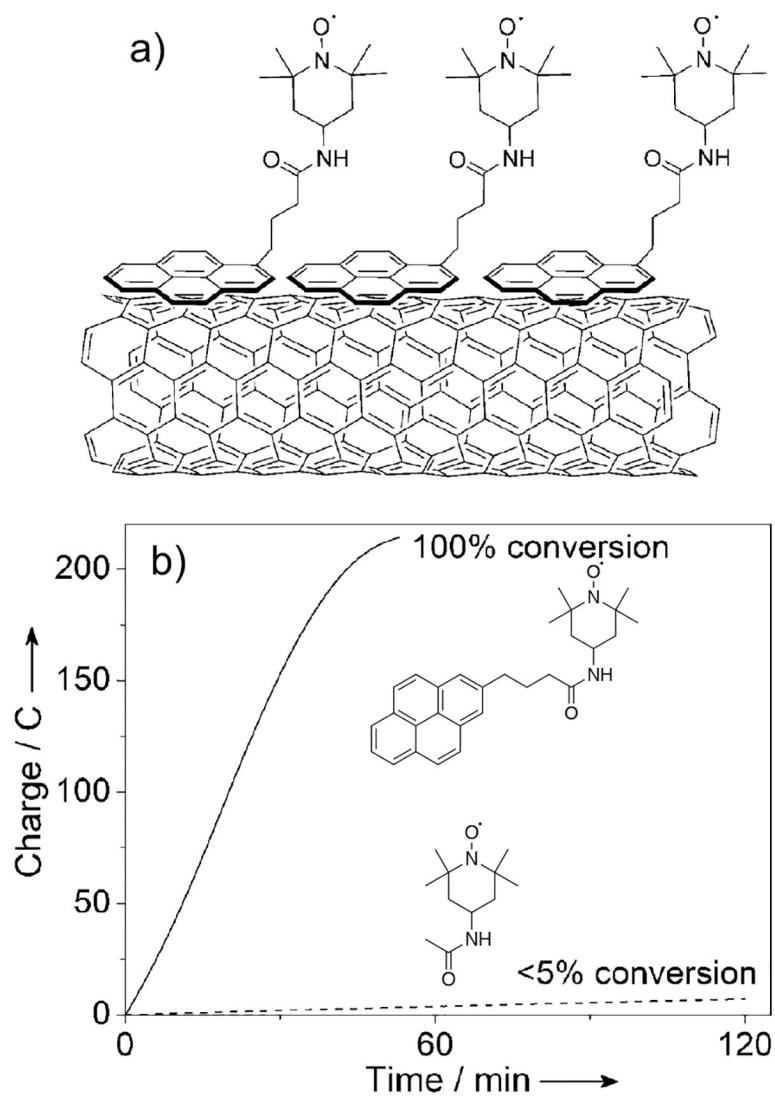 a)
O• O• O•
N N N
O NH O NH O NH
b)
200
150
100
50
0
Charge / C
100% conversion
O•
N
NH
O
O•
N
NH
O
<5% conversion
0 60 120
Time / min